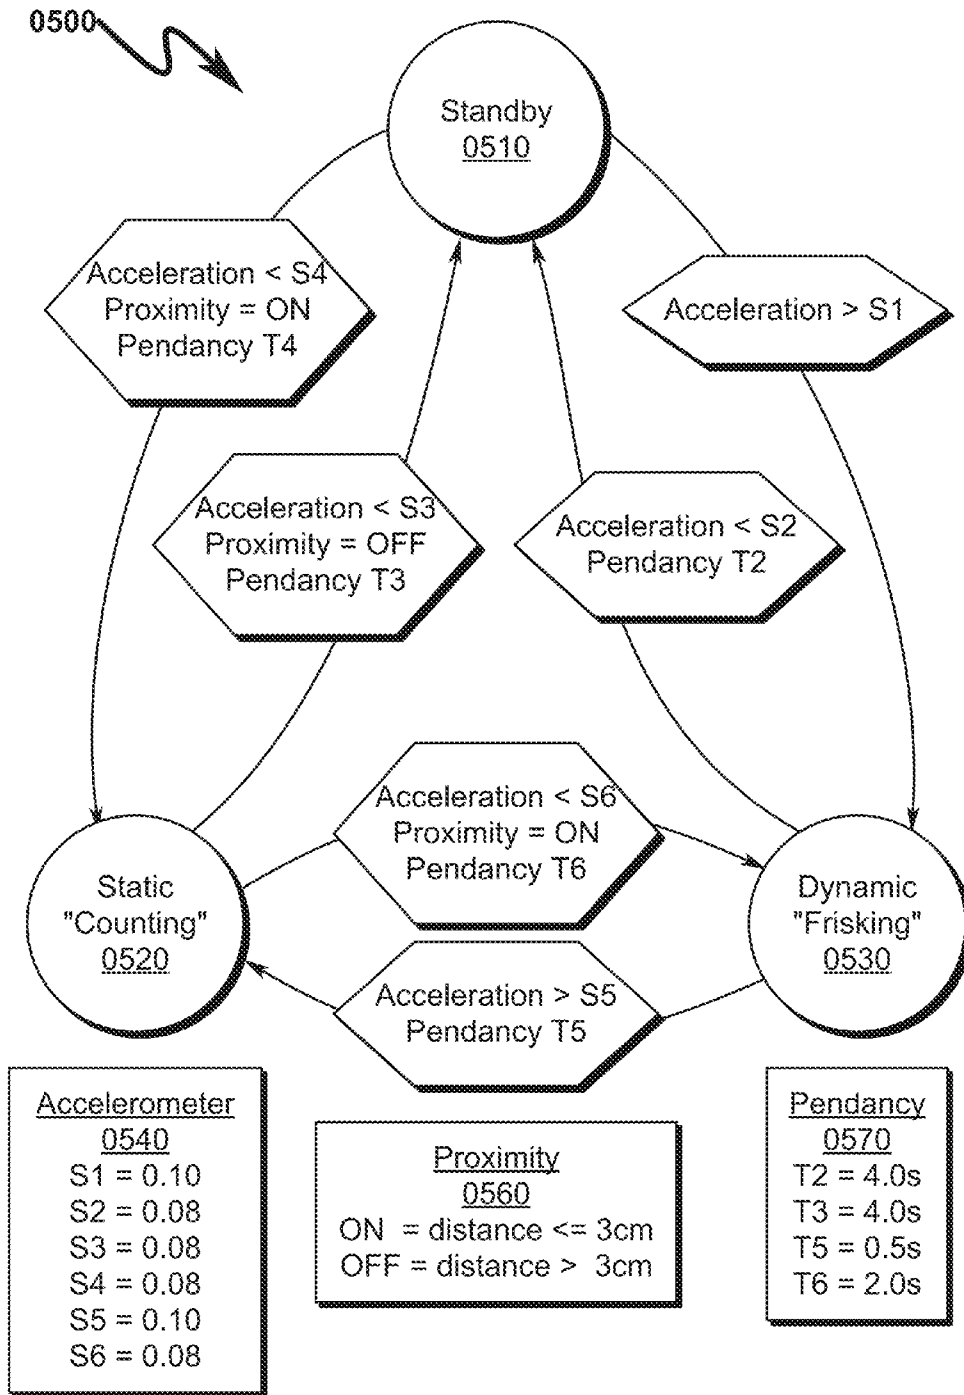 0500
Standby
0510
Acceleration < S4
Proximity = ON
Pendancy T4
Acceleration > S1
Acceleration < S3
Proximity = OFF
Pendancy T3
Acceleration < S2
Pendancy T2
Acceleration < S6
Proximity = ON
Pendancy T6
Static
"Counting"
0520
Dynamic
"Frisking"
0530
Acceleration > S5
Pendancy T5
Accelerometer
0540
S1 = 0.10
S2 = 0.08
S3 = 0.08
S4 = 0.08
S5 = 0.10
S6 = 0.08
Proximity
0560
ON = distance <= 3cm
OFF = distance > 3cm
Pendancy
0570
T2 = 4.0s
T3 = 4.0s
T5 = 0.5s
T6 = 2.0s